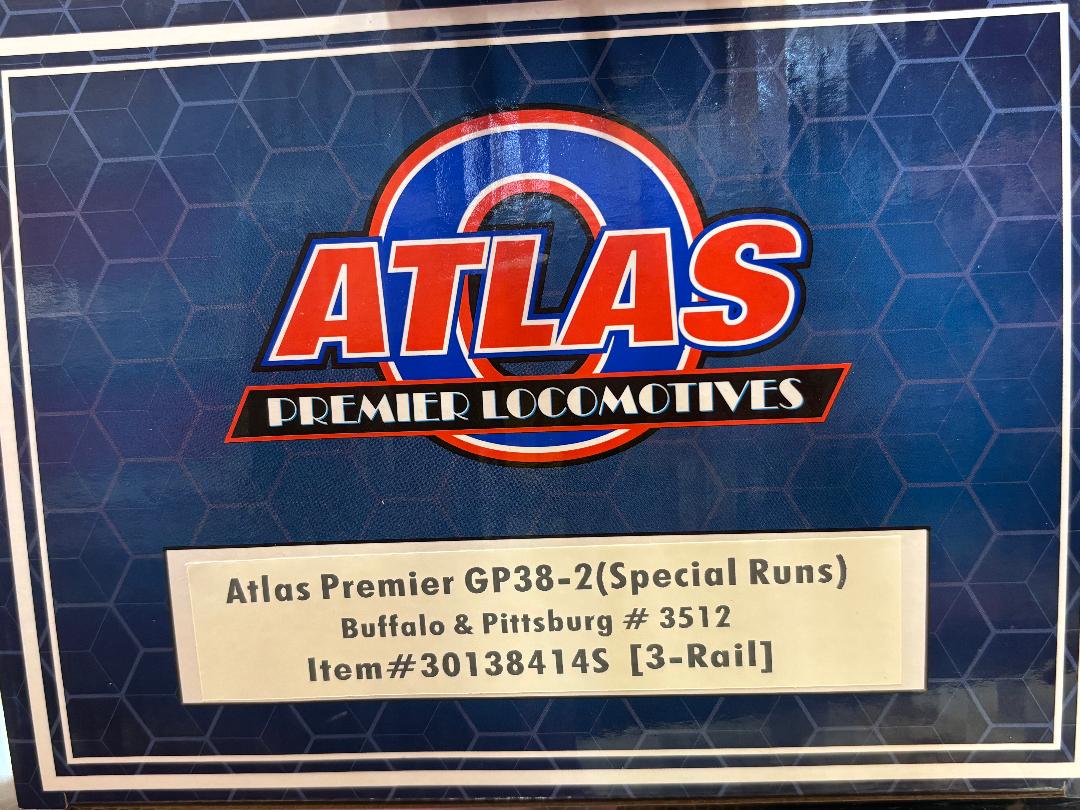 ATLAS
O
PREMIER LOCOMOTIVES
Atlas Premier GP38-2(Special Runs)
Buffalo & Pittsburg # 3512
Item#30138414S [3-Rail]